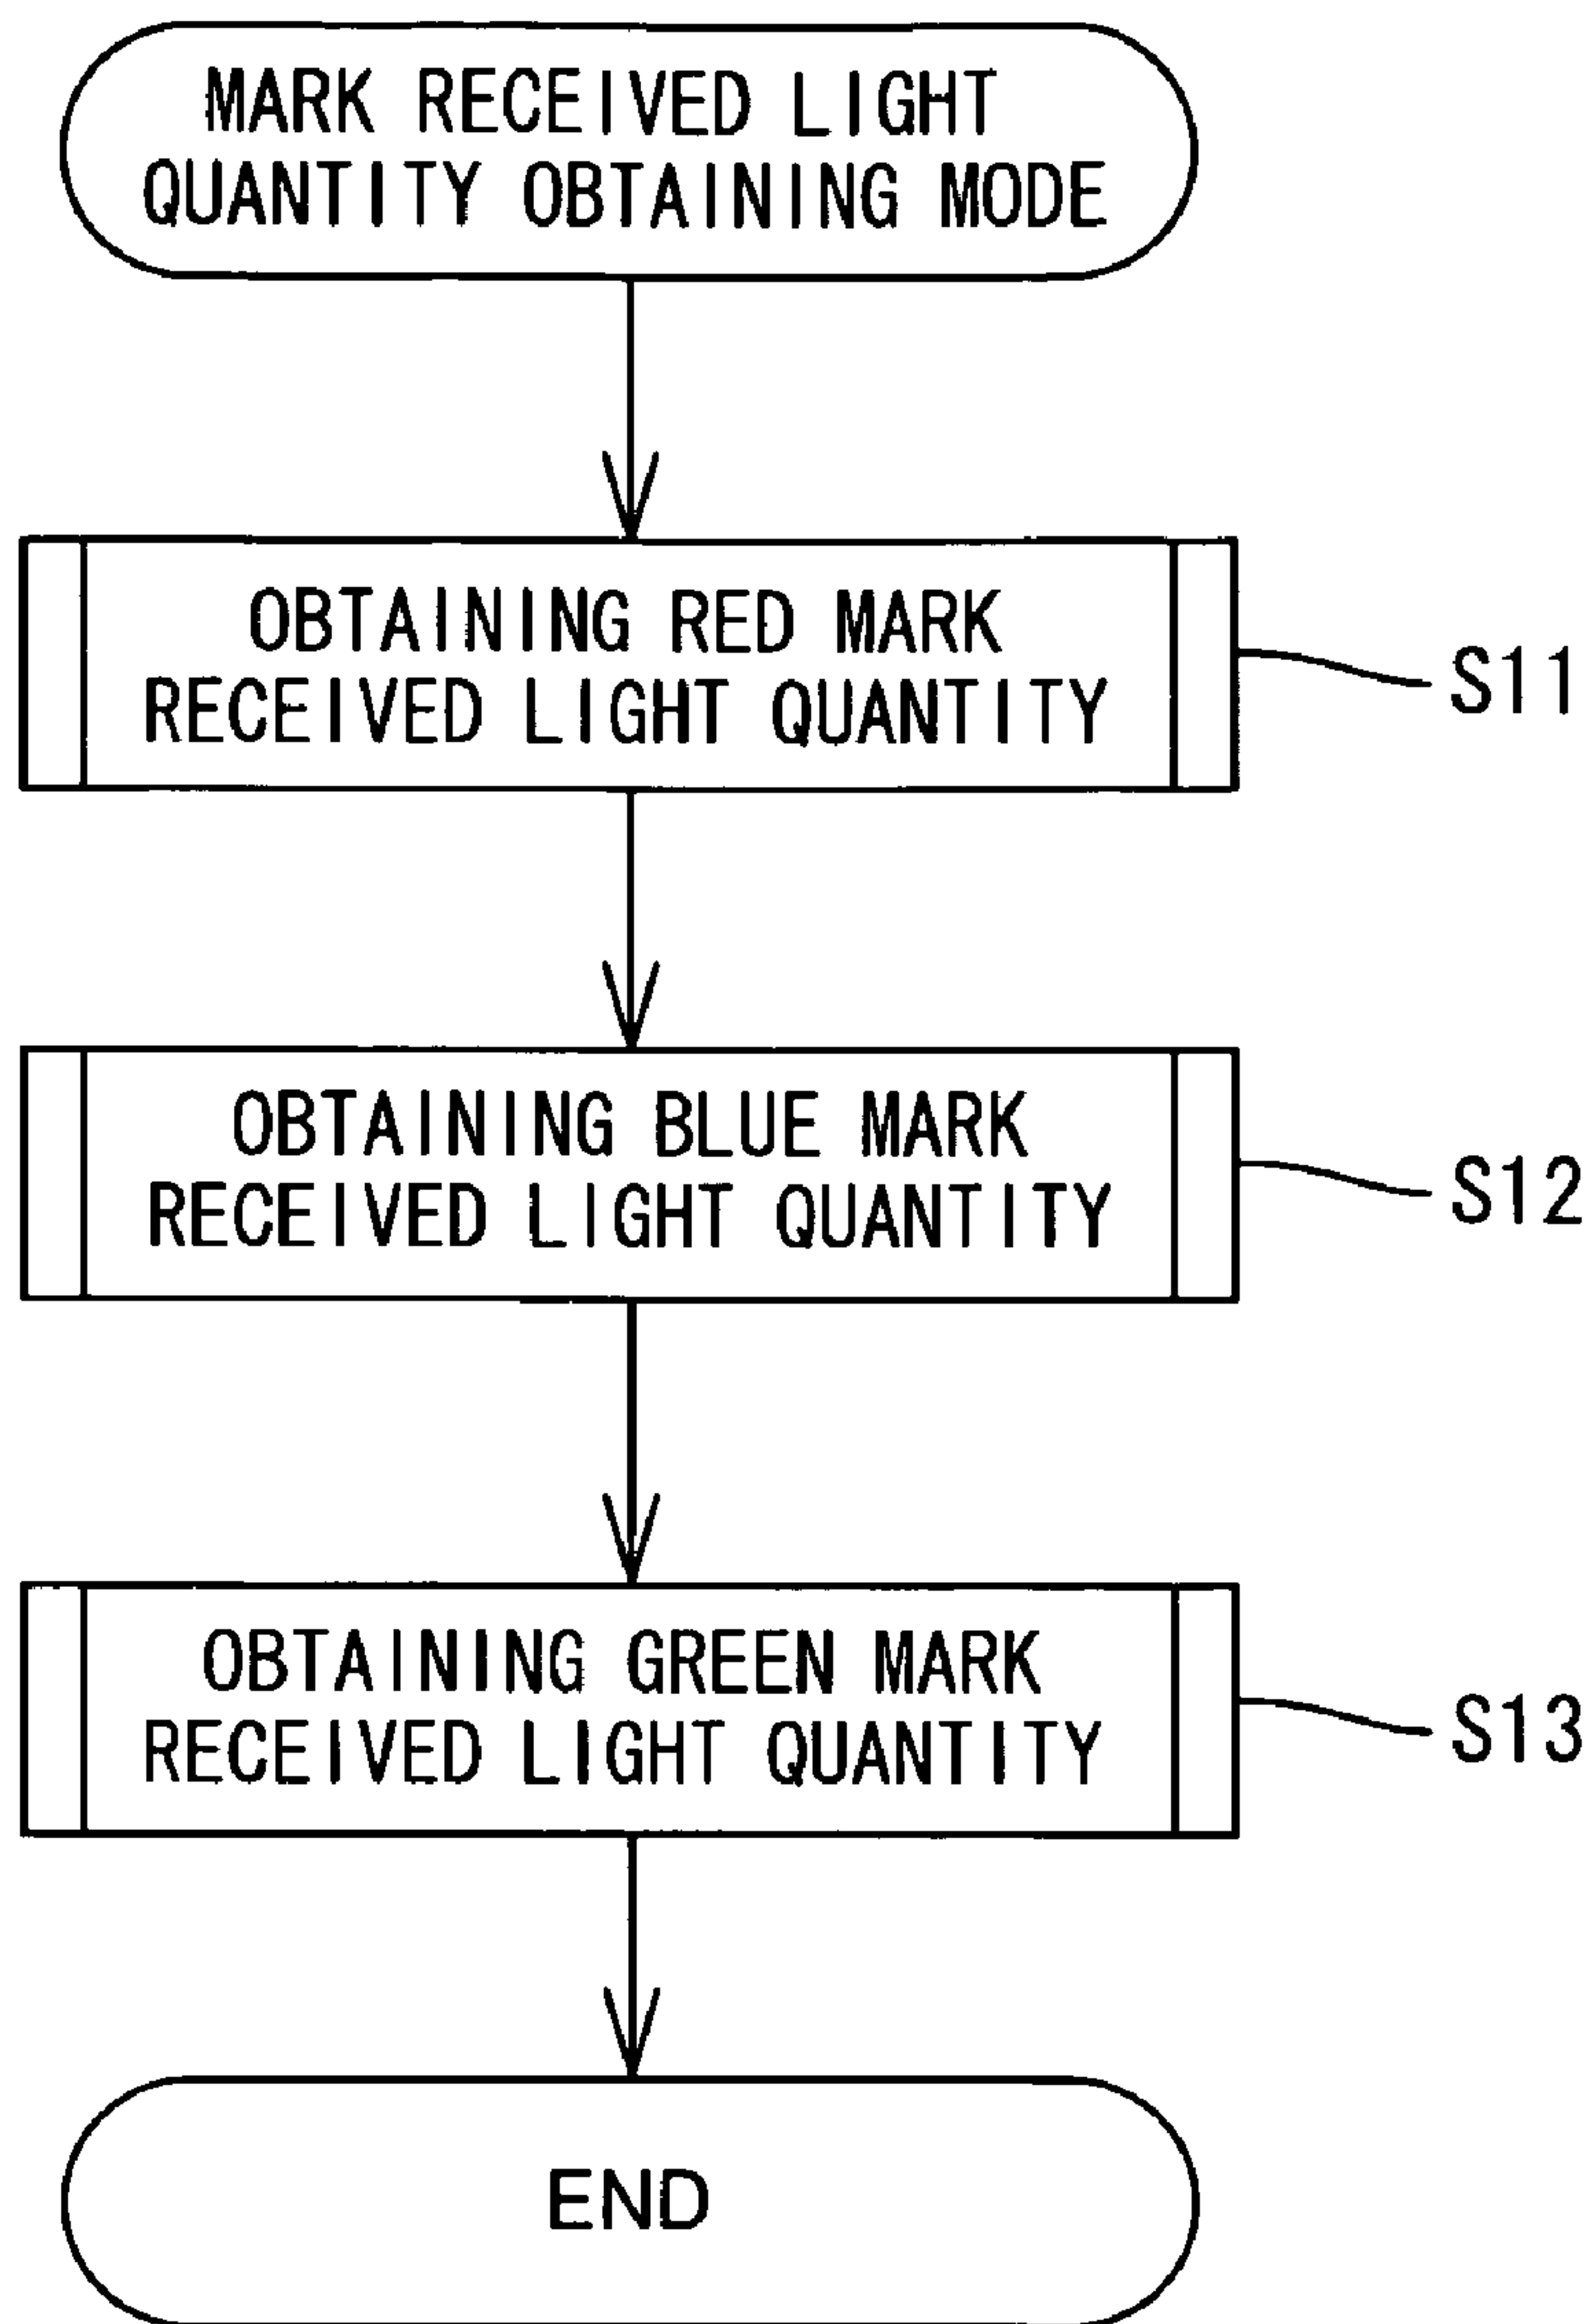 MARK RECEIVED LIGHT
QUANTITY OBTAINING MODE
OBTAINING RED MARK
RECEIVED LIGHT QUANTITY
S11
OBTAINING BLUE MARK
RECEIVED LIGHT QUANTITY
S12
OBTAINING GREEN MARK
RECEIVED LIGHT QUANTITY
S13
END